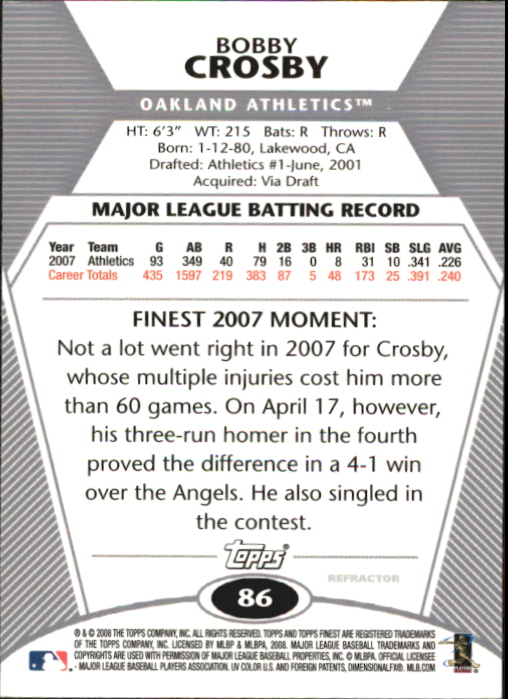 BOBBY
CROSBY
OAKLAND ATHLETICS™
HT: 6'3" WT: 215 Bats: R Throws: R
Born: 1-12-80, Lakewood, CA
Drafted: Athletics #1-June, 2001
Acquired: Via Draft
MAJOR LEAGUE BATTING RECORD
Year Team G AB R H 2B 3B HR RBI SB SLG AVG
2007 Athletics 93 349 40 79 16 0 8 31 10 .341 .226
Career Totals 435 1597 219 383 87 5 48 173 25 .391 .240
FINEST 2007 MOMENT:
Not a lot went right in 2007 for Crosby,
whose multiple injuries cost him more
than 60 games. On April 17, however,
his three-run homer in the fourth
proved the difference in a 4-1 win
over the Angels. He also singled in
the contest.
Topps®
REFRACTOR
86
® & © 2008 THE TOPPS COMPANY, INC. ALL RIGHTS RESERVED. TOPPS AND TOPPS FINEST ARE REGISTERED TRADEMARKS
OF THE TOPPS COMPANY, INC. LICENSED BY MLBP & MLBPA, 2008. MAJOR LEAGUE BASEBALL TRADEMARKS AND
COPYRIGHTS ARE USED WITH PERMISSION OF MAJOR LEAGUE BASEBALL PROPERTIES, INC. © MLBPA. OFFICIAL LICENSEE
- MAJOR LEAGUE BASEBALL PLAYERS ASSOCIATION. UV COLOR U.S. AND FOREIGN PATENTS, DIMENSIONALFX®. MLB.COM